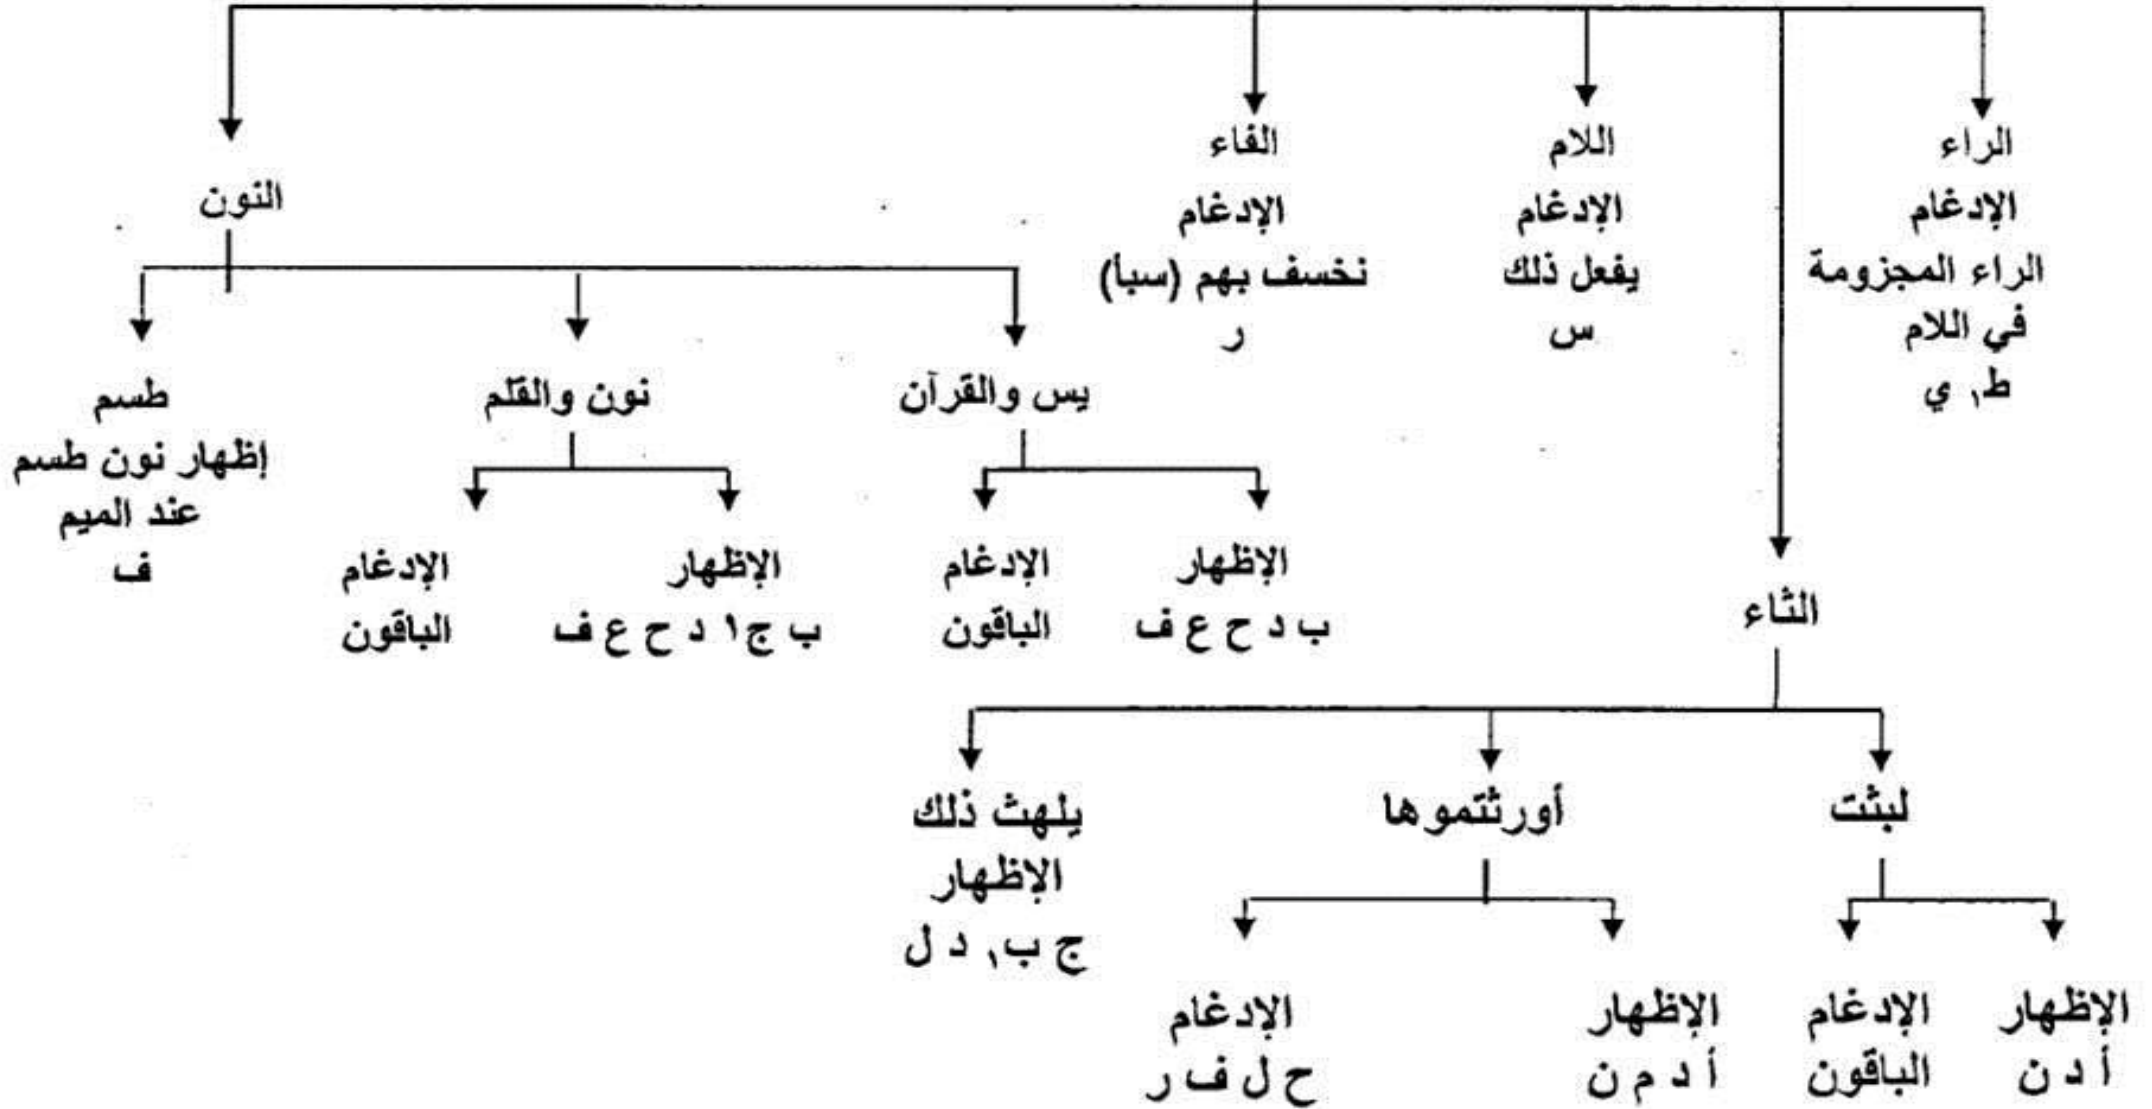 الراء
الإدغام
الراء المجزومة
في اللام
ط١ ي
اللام
الإدغام
يفعل ذلك
س
الفاء
الإدغام
نخسف بهم (سبأ)
ر
النون
يس والقرآن
الإظهار
ب د ح ع ف
الإدغام
الباقون
نون والقلم
الإظهار
ب ج١ د ح ع ف
الإدغام
الباقون
طسم
إظهار نون طسم
عند الميم
ف
الثاء
لبثت
الإظهار
أ د ن
الإدغام
الباقون
أورثتموها
الإظهار
أ د م ن
الإدغام
ح ل ف ر
يلهث ذلك
الإظهار
ج ب١ د ل